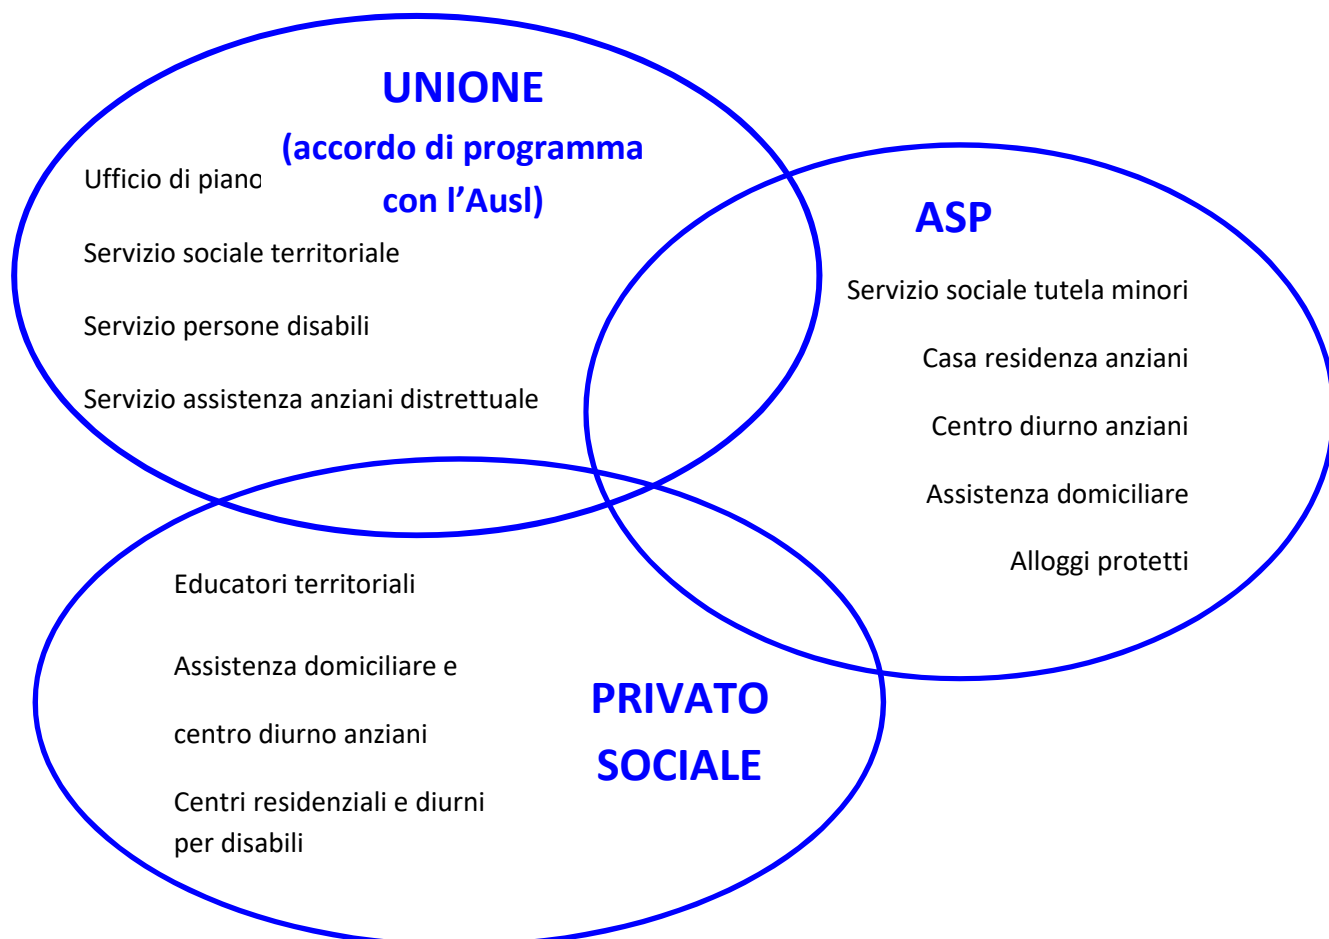 UNIONE
(accordo di programma
con l'Ausl)
Ufficio di piano
Servizio sociale territoriale
Servizio persone disabili
Servizio assistenza anziani distrettuale
ASP
Servizio sociale tutela minori
Casa residenza anziani
Centro diurno anziani
Assistenza domiciliare
Alloggi protetti
Educatori territoriali
Assistenza domiciliare e
centro diurno anziani
Centri residenziali e diurni
per disabili
PRIVATO
SOCIALE